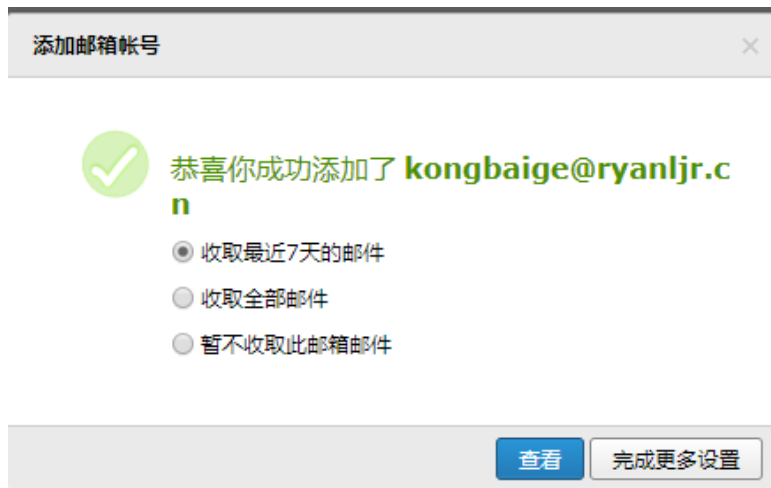 添加邮箱帐号
恭喜你成功添加了 kongbaige@ryanljr.c
n
收取最近7天的邮件
收取全部邮件
暂不收取此邮箱邮件
查看 完成更多设置